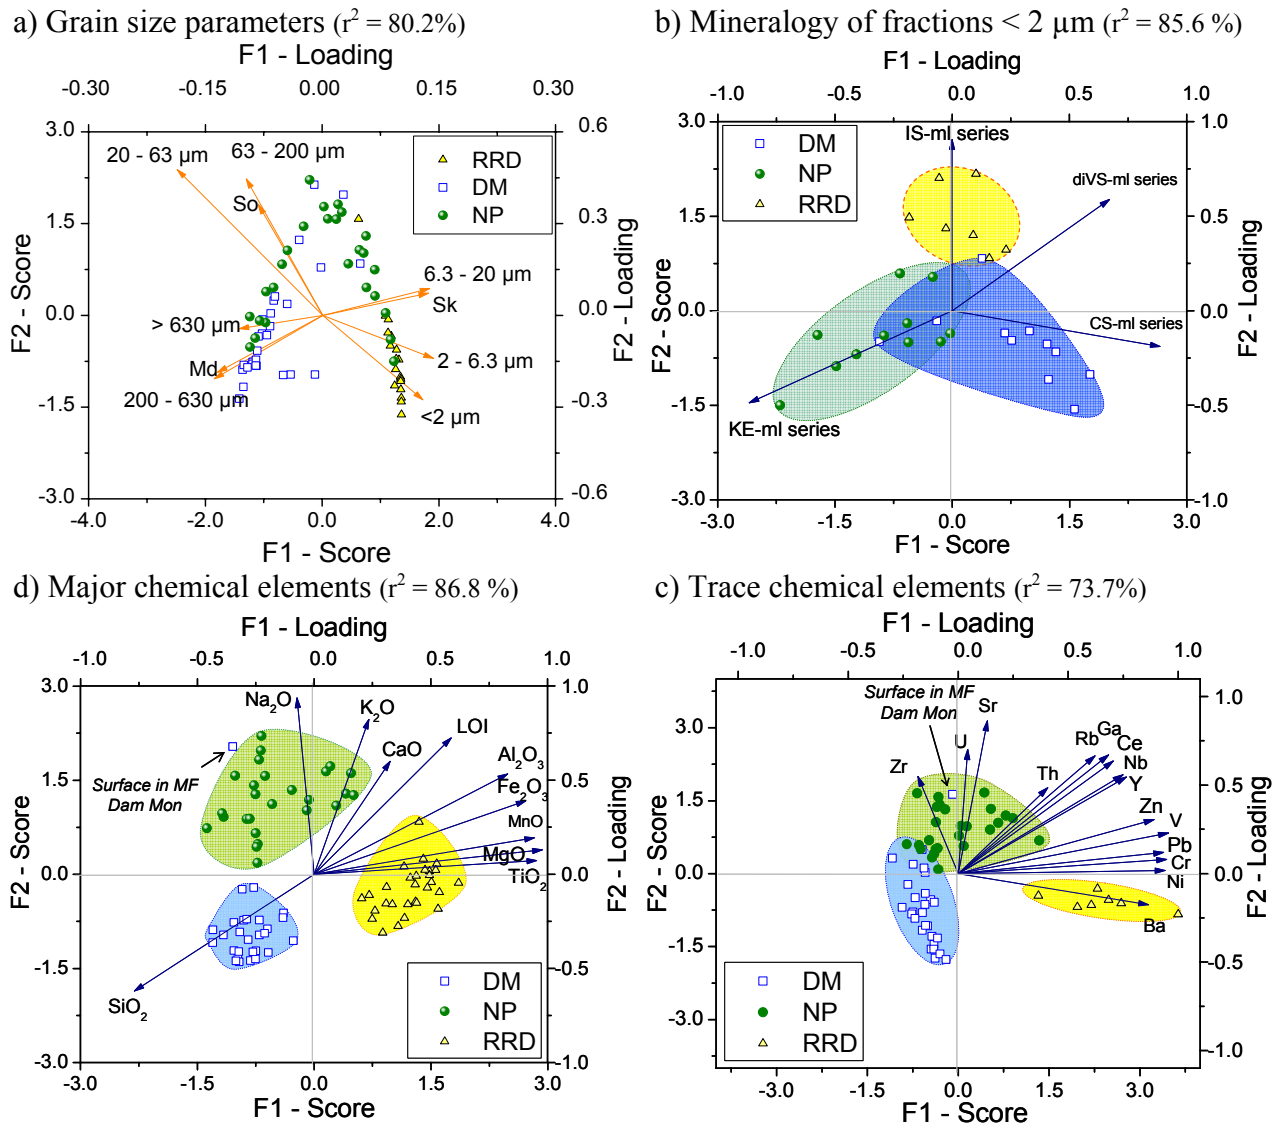 a) Grain size parameters (r² = 80.2%)
F1 - Loading
-0.30 -0.15 0.00 0.15 0.30
3.0 1.5 0.0 -1.5 -3.0
F2 - Score
20 - 63 µm
63 - 200 µm
So
6.3 - 20 µm
Sk
> 630 µm
Md
2 - 6.3 µm
200 - 630 µm
<2 µm
RRD
DM
NP
0.6 0.3 0.0 -0.3 -0.6
F2 - Loading
-4.0 -2.0 0.0 2.0 4.0
F1 - Score
b) Mineralogy of fractions < 2 µm (r² = 85.6 %)
F1 - Loading
-1.0 -0.5 0.0 0.5 1.0
3.0 1.5 0.0 -1.5 -3.0
F2 - Score
DM
NP
RRD
IS-ml series
diVS-ml series
CS-ml series
KE-ml series
1.0 0.5 0.0 -0.5 -1.0
F2 - Loading
-3.0 -1.5 0.0 1.5 3.0
F1 - Score
d) Major chemical elements (r² = 86.8 %)
F1 - Loading
-1.0 -0.5 0.0 0.5 1.0
3.0 1.5 0.0 -1.5 -3.0
F2 - Score
Na₂O
K₂O
LOI
CaO
Al₂O₃
Fe₂O₃
MnO
MgO
TiO₂
SiO₂
Surface in MF
Dam Mon
DM
NP
RRD
1.0 0.5 0.0 -0.5 -1.0
F2 - Loading
-3.0 -1.5 0.0 1.5 3.0
F1 - Score
c) Trace chemical elements (r² = 73.7%)
F1 - Loading
-1.0 -0.5 0.0 0.5 1.0
3.0 1.5 0.0 -1.5 -3.0
F2 - Score
Surface in MF
Dam Mon
Sr
U
Zr
Rb
Ga
Ce
Nb
Th
Y
Zn
V
Pb
Cr
Ni
Ba
DM
NP
RRD
1.0 0.5 0.0 -0.5 -1.0
F2 - Loading
-3.0 -1.5 0.0 1.5 3.0
F1 - Score